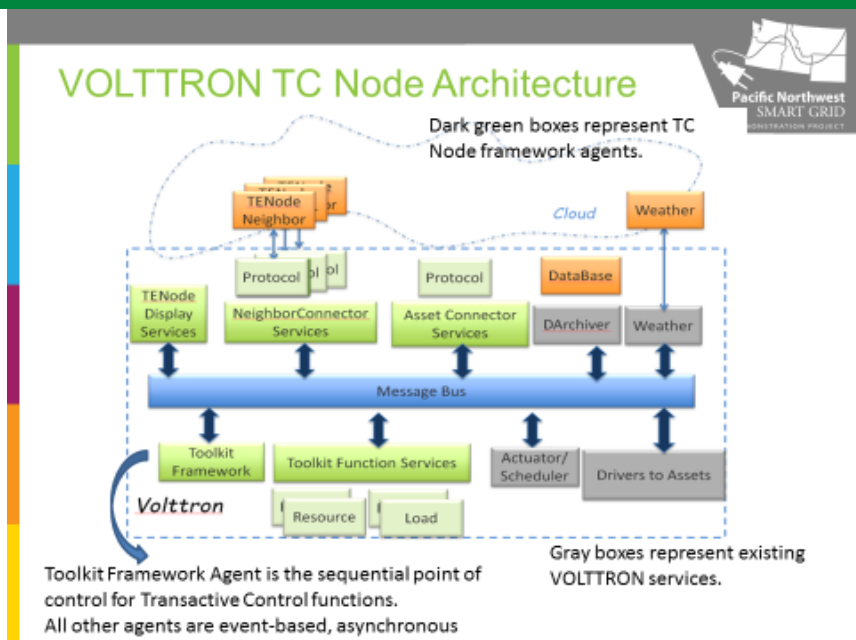 Pacific Northwest
SMART GRID
ONSTRATION PROJECT
VOLTTRON TC Node Architecture
Dark green boxes represent TC
Node framework agents.
TENode
Neighbor
Cloud
Weather
Protocol
Protocol
DataBase
TENode
Display
Services
NeighborConnector
Services
Asset Connector
Services
DArchiver
Weather
Message Bus
Toolkit
Framework
Toolkit Function Services
Actuator/
Scheduler
Drivers to Assets
Volttron
Resource
Load
Gray boxes represent existing
VOLTTRON services.
Toolkit Framework Agent is the sequential point of
control for Transactive Control functions.
All other agents are event-based, asynchronous